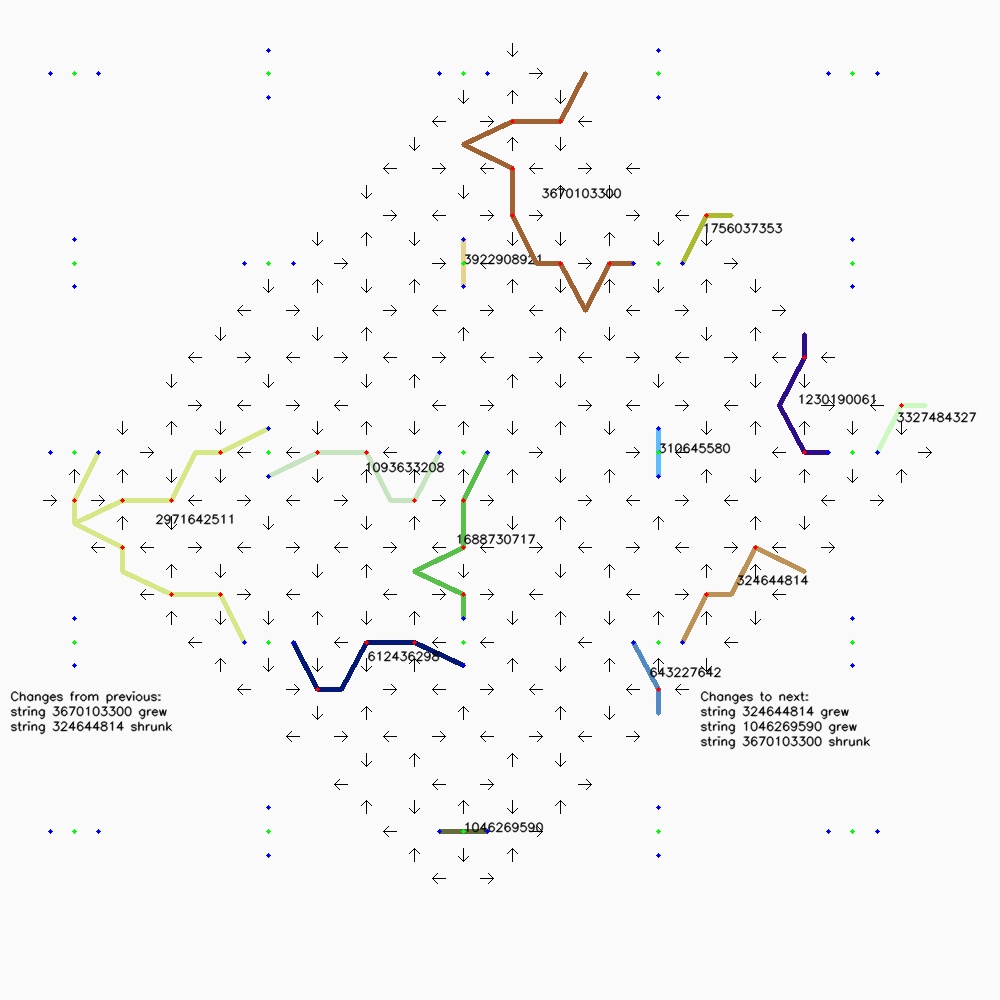 3670103300
1756037353
3922908921
1230190061
3327484327
310645580
1093633208
2971642511
1688730717
324644814
612436298
643227642
Changes from previous:
string 3670103300 grew
string 324644814 shrunk
Changes to next:
string 324644814 grew
string 1046269590 grew
string 3670103300 shrunk
1046269590